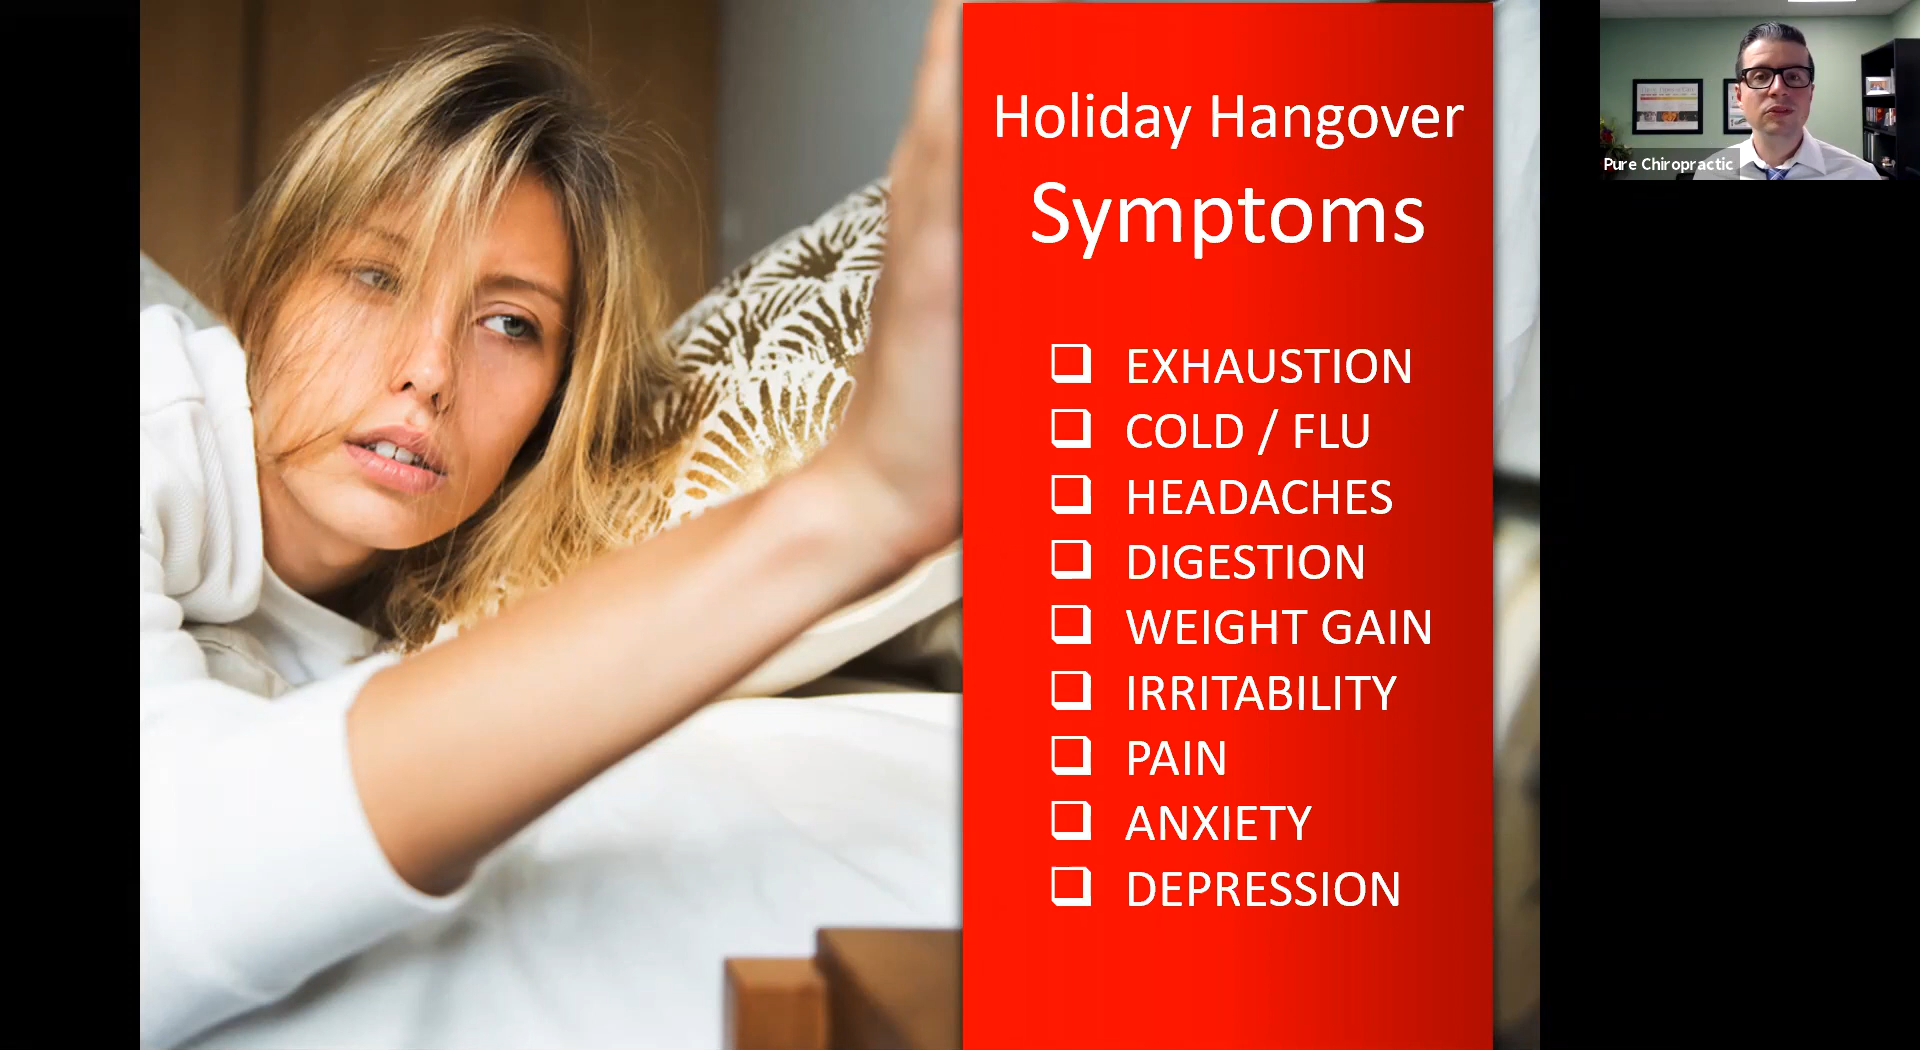 Holiday Hangover
Symptoms
❑ EXHAUSTION
❑ COLD / FLU
❑ HEADACHES
❑ DIGESTION
❑ WEIGHT GAIN
❑ IRRITABILITY
❑ PAIN
❑ ANXIETY
❑ DEPRESSION
Pure Chiropractic